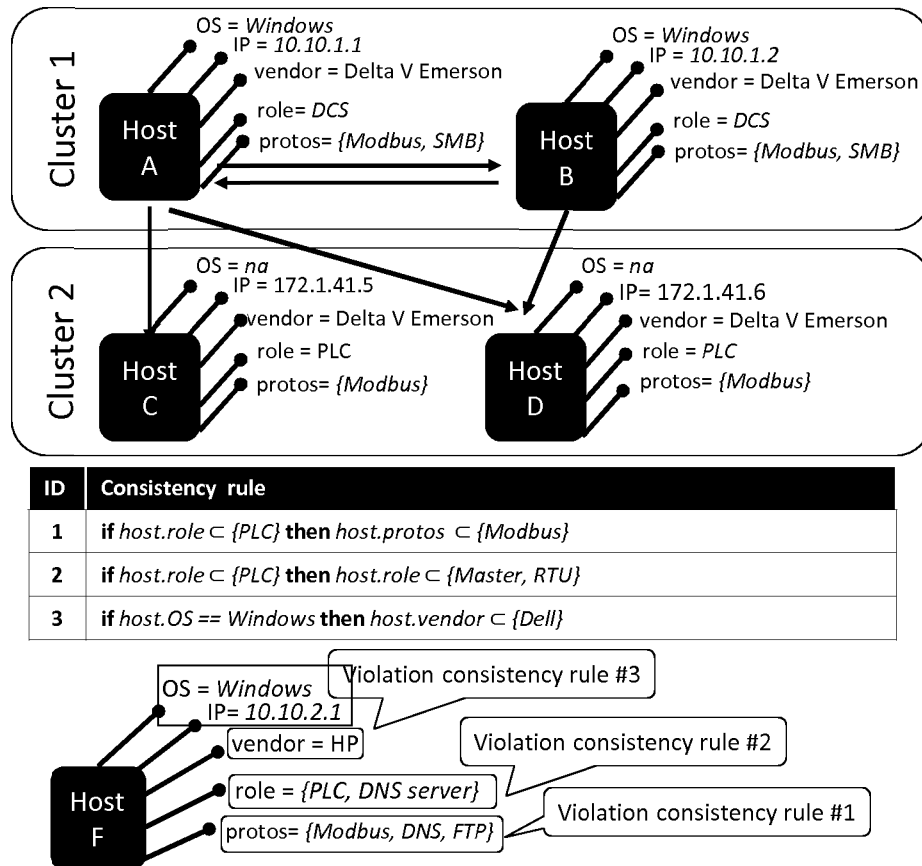 Cluster 1
OS = Windows
IP = 10.10.1.1
vendor = Delta V Emerson
role= DCS
protos= {Modbus, SMB}
Host
A
OS = Windows
IP = 10.10.1.2
vendor = Delta V Emerson
role = DCS
protos= {Modbus, SMB}
Host
B
Cluster 2
OS = na
IP = 172.1.41.5
vendor = Delta V Emerson
role = PLC
protos= {Modbus}
Host
C
OS = na
IP= 172.1.41.6
vendor = Delta V Emerson
role = PLC
protos= {Modbus}
Host
D
ID Consistency rule
1 if host.role ⊂ {PLC} then host.protos ⊂ {Modbus}
2 if host.role ⊂ {PLC} then host.role ⊂ {Master, RTU}
3 if host.OS == Windows then host.vendor ⊂ {Dell}
OS = Windows
IP= 10.10.2.1
vendor = HP
role = {PLC, DNS server}
protos= {Modbus, DNS, FTP}
Host
F
Violation consistency rule #3
Violation consistency rule #2
Violation consistency rule #1